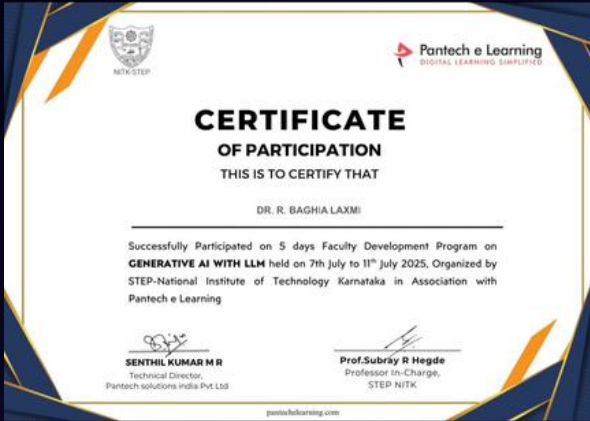 NITK-STEP
Pantech e Learning
DIGITAL LEARNING SIMPLIFIED
CERTIFICATE
OF PARTICIPATION
THIS IS TO CERTIFY THAT
DR. R. BAGHIA LAXMI
Successfully Participated on 5 days Faculty Development Program on
GENERATIVE AI WITH LLM held on 7th July to 11th July 2025, Organized by
STEP-National Institute of Technology Karnataka in Association with
Pantech e Learning
SENTHIL KUMAR M R
Technical Director,
Pantech solutions india Pvt Ltd
Prof.Subray R Hegde
Professor In-Charge,
STEP NITK
pantechelearning.com